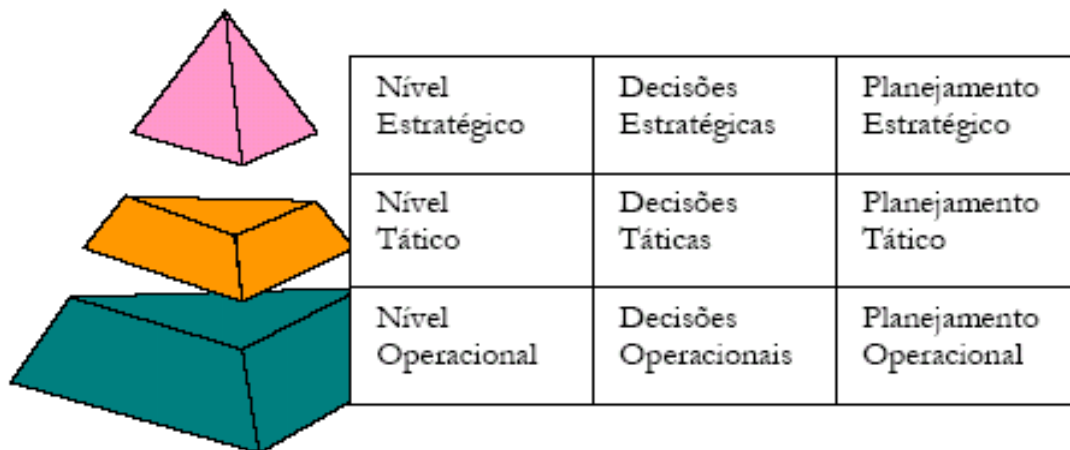 Nível
Estratégico
Decisões
Estratégicas
Planejamento
Estratégico
Nível
Tático
Decisões
Táticas
Planejamento
Tático
Nível
Operacional
Decisões
Operacionais
Planejamento
Operacional